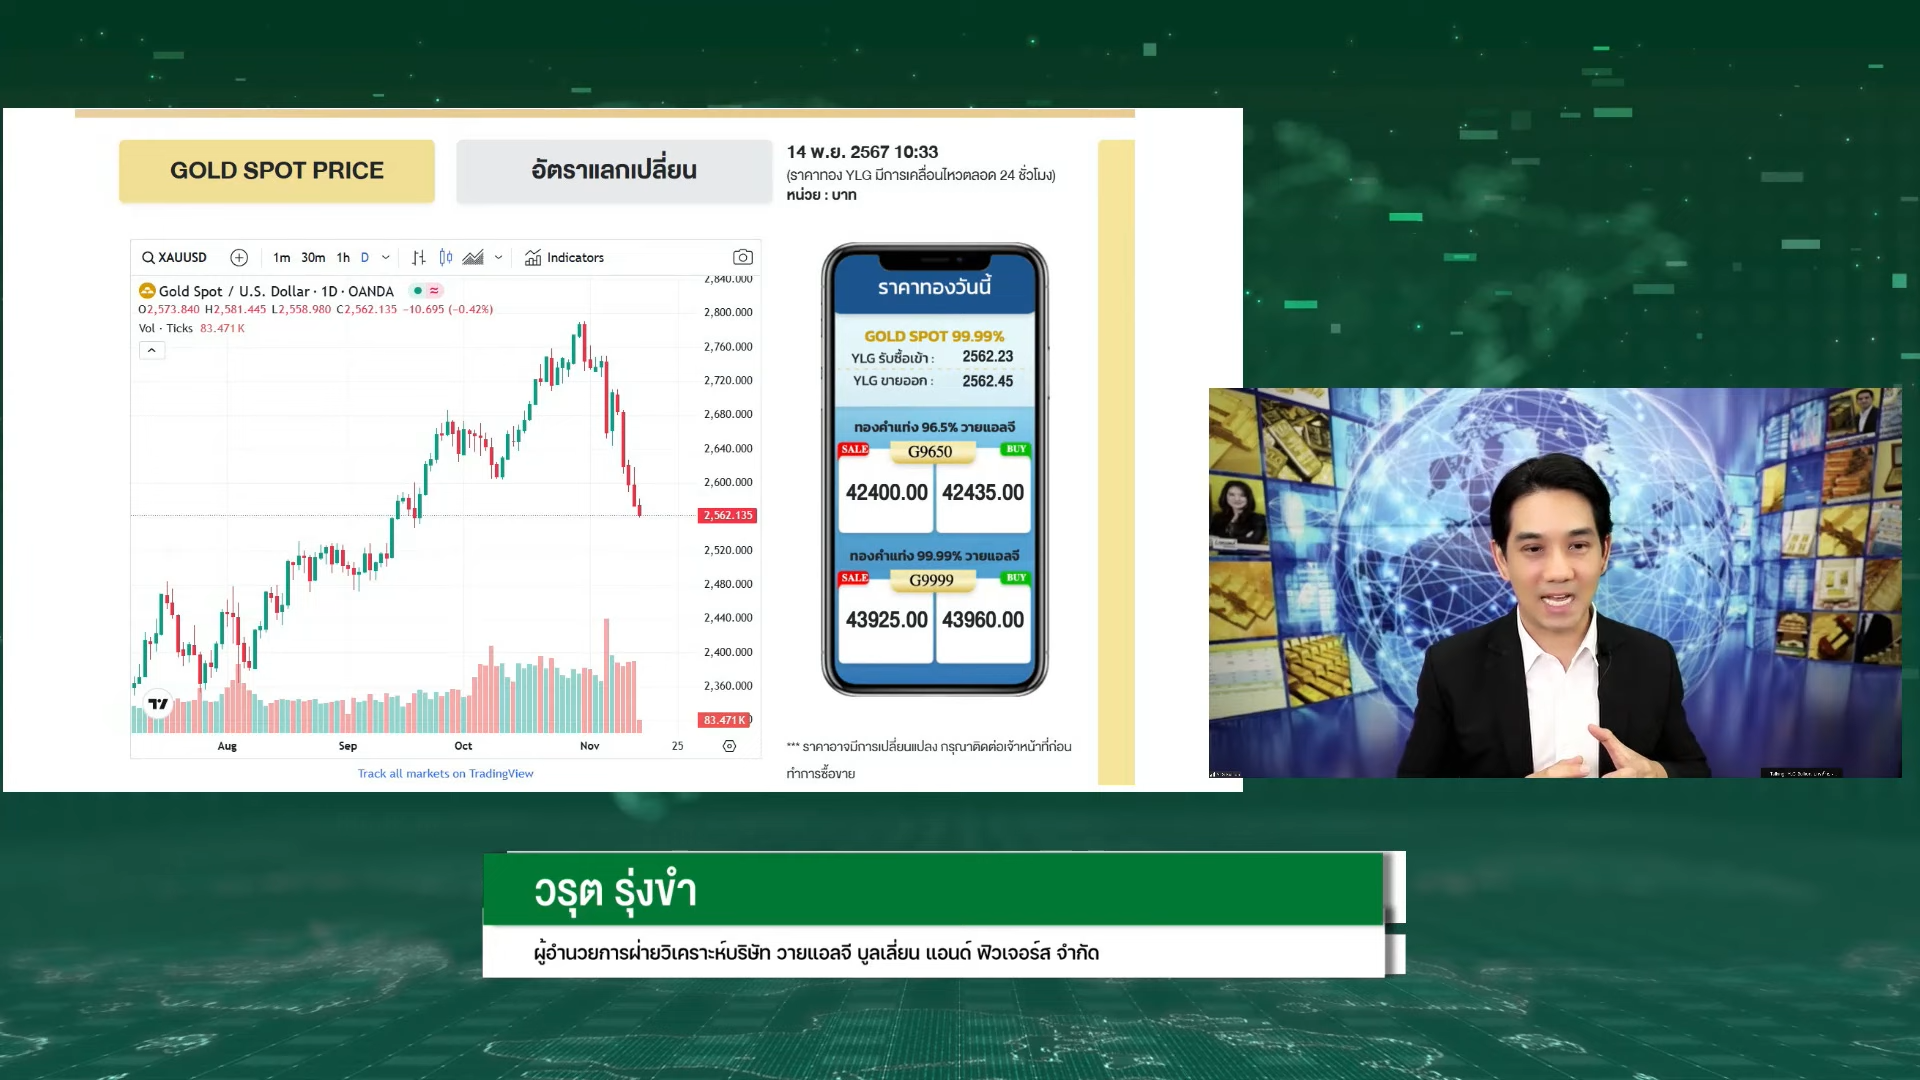 GOLD SPOT PRICE
อัตราแลกเปลี่ยน
14 พ.ย. 2567 10:33
(ราคาทอง YLG มีการเคลื่อนไหวตลอด 24 ชั่วโมง)
หน่วย : บาท
XAUUSD 1m 30m 1h D Indicators
Gold Spot / U.S. Dollar · 1D · OANDA
O2,573.840 H2,581.445 L2,558.980 C2,562.135 −10.695 (−0.42%)
Vol · Ticks 83.471K
2,840.000
2,800.000
2,760.000
2,720.000
2,680.000
2,640.000
2,600.000
2,562.135
2,520.000
2,480.000
2,440.000
2,400.000
2,360.000
83.471K
Aug Sep Oct Nov 25
Track all markets on TradingView
ราคาทองวันนี้
GOLD SPOT 99.99%
YLG รับซื้อเข้า : 2562.23
YLG ขายออก : 2562.45
ทองคำแท่ง 96.5% วายแอลจี
SALE G9650 BUY
42400.00 42435.00
ทองคำแท่ง 99.99% วายแอลจี
SALE G9999 BUY
43925.00 43960.00
*** ราคาอาจมีการเปลี่ยนแปลง กรุณาติดต่อเจ้าหน้าที่ก่อน
ทำการซื้อขาย
วรุต รุ่งขำ
ผู้อำนวยการฝ่ายวิเคราะห์บริษัท วายแอลจี บูลเลี่ยน แอนด์ ฟิวเจอร์ส จำกัด